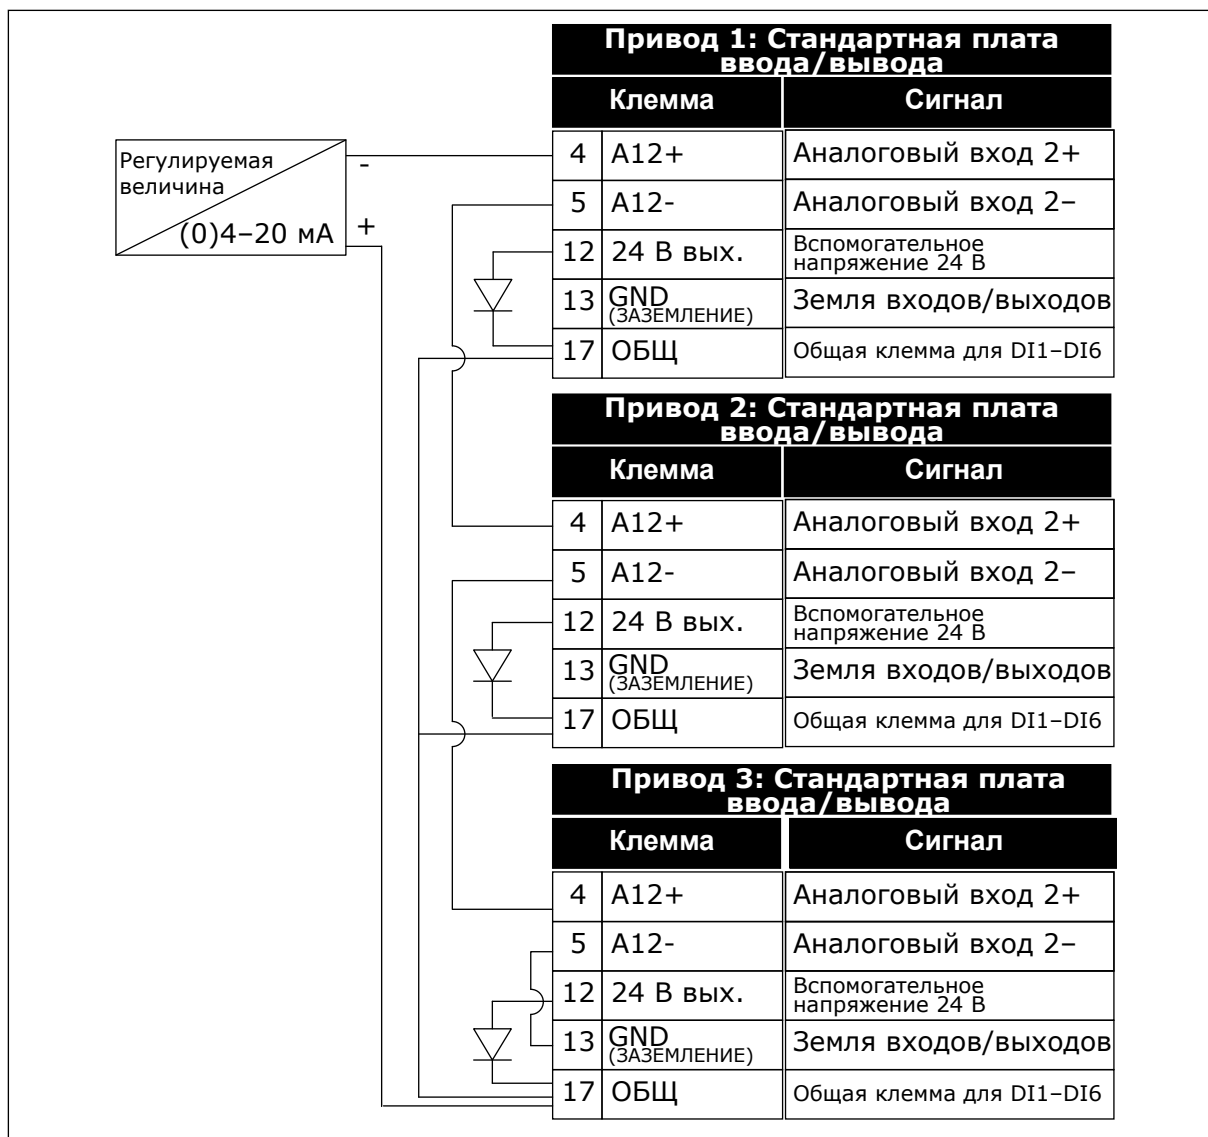 Привод 1: Стандартная плата
ввода/вывода
Клемма Сигнал
Регулируемая
величина
(0)4–20 мА
-
+
4 A12+ Аналоговый вход 2+
5 A12- Аналоговый вход 2–
12 24 В вых. Вспомогательное
напряжение 24 В
13 GND Земля входов/выходов
(ЗАЗЕМЛЕНИЕ)
17 ОБЩ Общая клемма для DI1–DI6
Привод 2: Стандартная плата
ввода/вывода
Клемма Сигнал
4 A12+ Аналоговый вход 2+
5 A12- Аналоговый вход 2–
12 24 В вых. Вспомогательное
напряжение 24 В
13 GND Земля входов/выходов
(ЗАЗЕМЛЕНИЕ)
17 ОБЩ Общая клемма для DI1–DI6
Привод 3: Стандартная плата
ввода/вывода
Клемма Сигнал
4 A12+ Аналоговый вход 2+
5 A12- Аналоговый вход 2–
12 24 В вых. Вспомогательное
напряжение 24 В
13 GND Земля входов/выходов
(ЗАЗЕМЛЕНИЕ)
17 ОБЩ Общая клемма для DI1–DI6